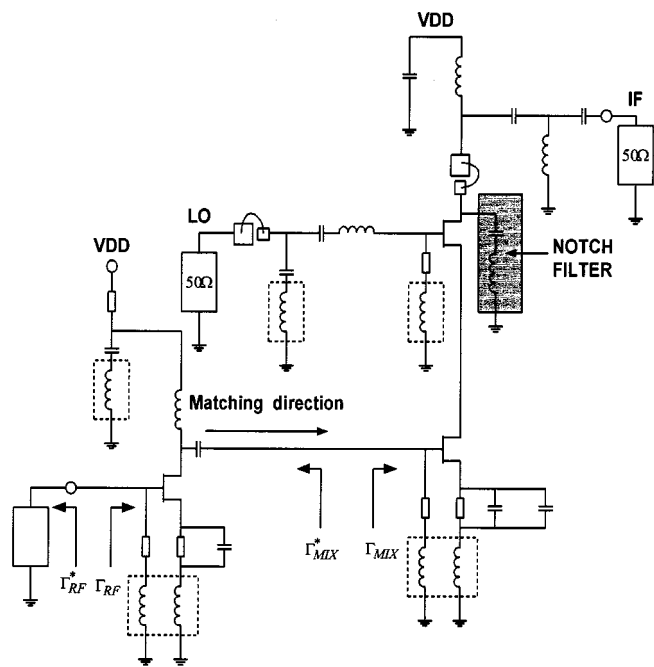 VDD
IF
50Ω
LO
VDD
50Ω
NOTCH
FILTER
Matching direction
Γ*MIX
ΓMIX
Γ*RF
ΓRF